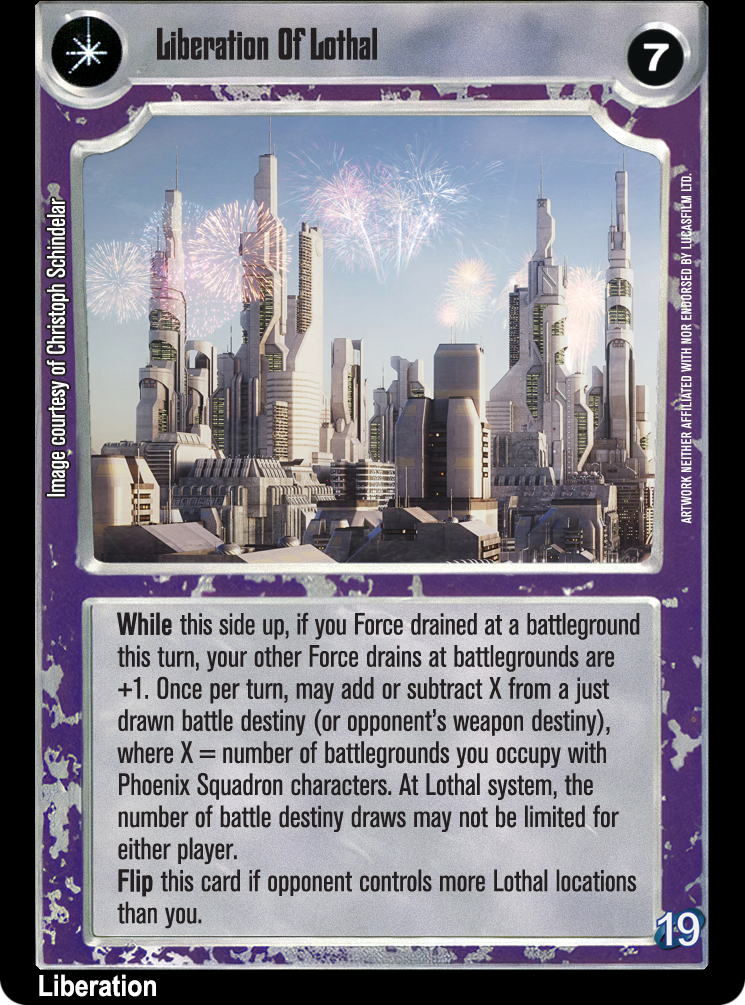 Liberation Of Lothal
7
Image courtesy of Christoph Schindelar
ARTWORK NEITHER AFFILIATED WITH NOR ENDORSED BY LUCASFILM LTD.
While this side up, if you Force drained at a battleground
this turn, your other Force drains at battlegrounds are
+1. Once per turn, may add or subtract X from a just
drawn battle destiny (or opponent's weapon destiny),
where X = number of battlegrounds you occupy with
Phoenix Squadron characters. At Lothal system, the
number of battle destiny draws may not be limited for
either player.
Flip this card if opponent controls more Lothal locations
than you.
19
Liberation